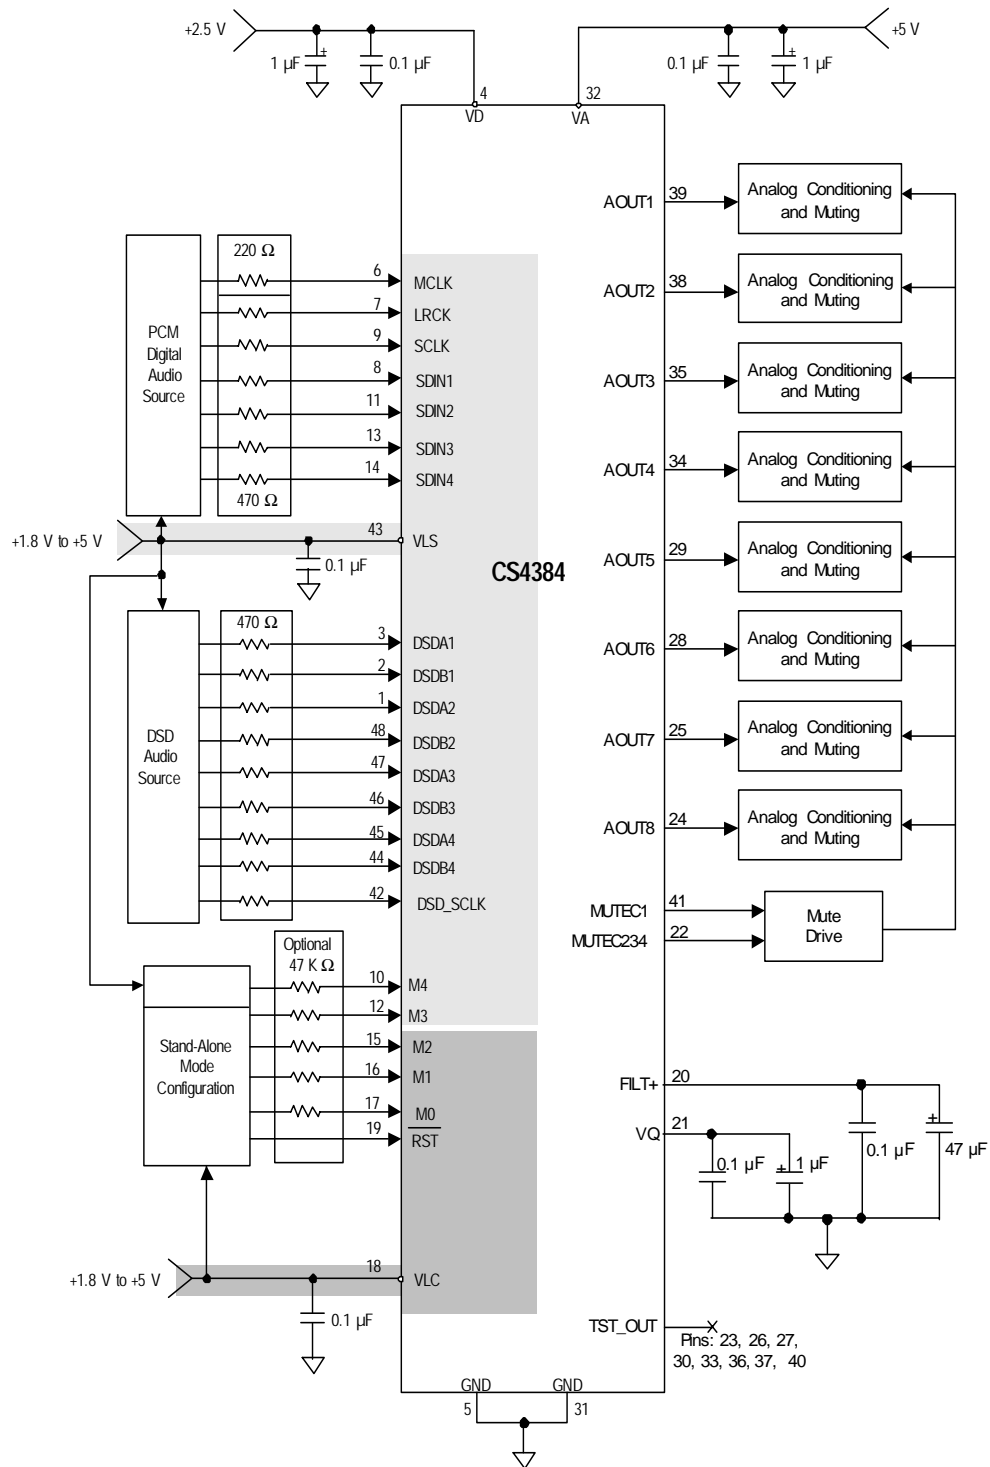 +2.5 V
+5 V
1 µF
+
0.1 µF
0.1 µF
+
1 µF
4
32
VD
VA
AOUT1
39
Analog Conditioning
and Muting
PCM
Digital
Audio
Source
220 Ω
6
MCLK
7
LRCK
9
SCLK
8
SDIN1
11
SDIN2
13
SDIN3
14
SDIN4
470 Ω
AOUT2
38
Analog Conditioning
and Muting
AOUT3
35
Analog Conditioning
and Muting
AOUT4
34
Analog Conditioning
and Muting
+1.8 V to +5 V
43
VLS
0.1 µF
CS4384
AOUT5
29
Analog Conditioning
and Muting
DSD
Audio
Source
470 Ω
3
DSDA1
2
DSDB1
1
DSDA2
48
DSDB2
47
DSDA3
46
DSDB3
45
DSDA4
44
DSDB4
42
DSD_SCLK
AOUT6
28
Analog Conditioning
and Muting
AOUT7
25
Analog Conditioning
and Muting
AOUT8
24
Analog Conditioning
and Muting
MUTEC1
41
MUTEC234
22
Mute
Drive
Optional
47 K Ω
Stand-Alone
Mode
Configuration
10
M4
12
M3
15
M2
16
M1
17
M0
19
RST
FILT+
20
VQ
21
0.1 µF
+
1 µF
0.1 µF
+
47 µF
+1.8 V to +5 V
18
VLC
0.1 µF
TST_OUT
Pins: 23, 26, 27,
30, 33, 36, 37, 40
GND
GND
5
31